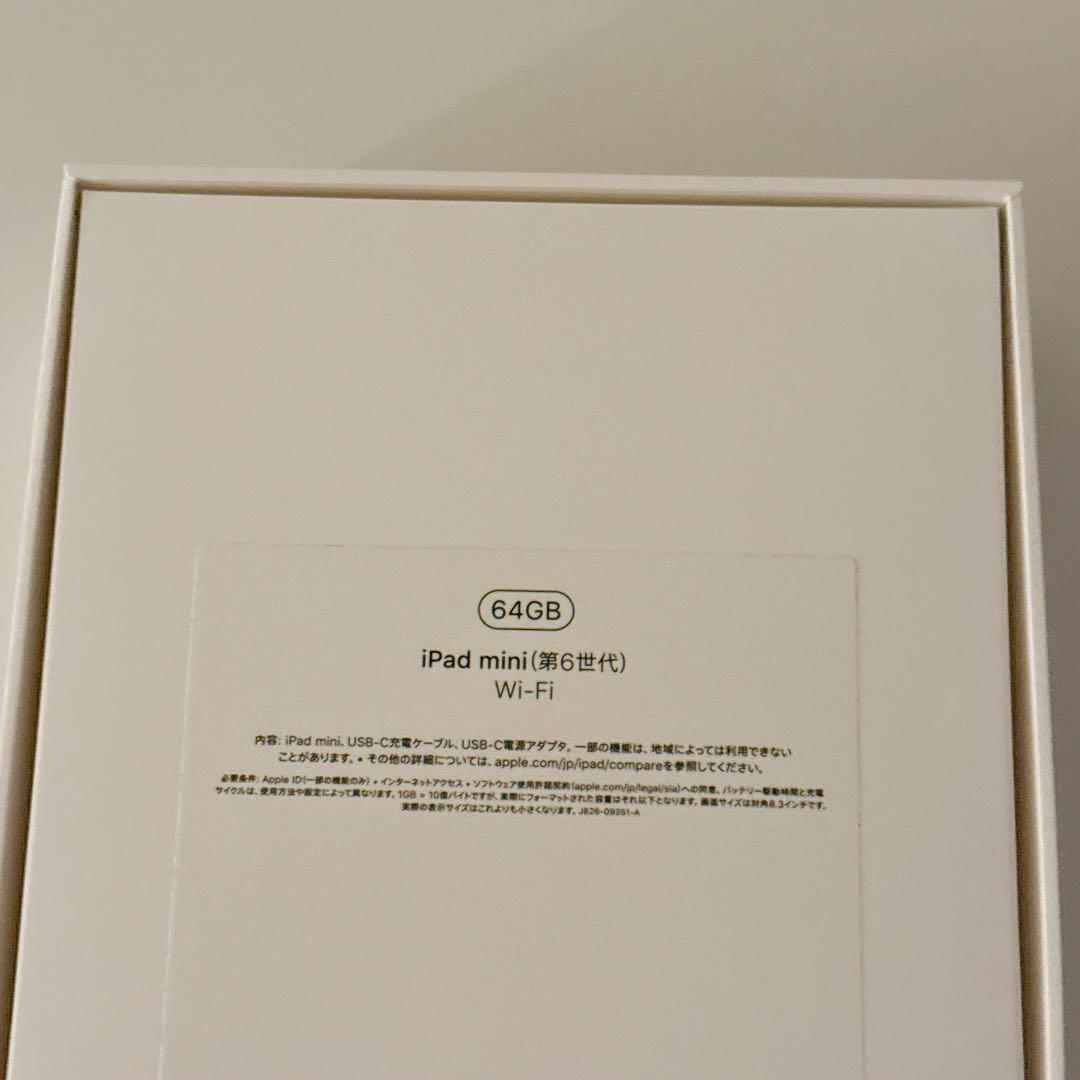 64GB
iPad mini(第6世代)
Wi-Fi
内容: iPad mini、USB-C充電ケーブル、USB-C電源アダプタ。一部の機能は、地域によっては利用できない
ことがあります。• その他の詳細については、apple.com/jp/ipad/compareを参照してください。
必要条件: Apple ID(一部の機能のみ) • インターネットアクセス • ソフトウェア使用許諾契約(apple.com/jp/legal/sla)への同意。バッテリー駆動時間と充電
サイクルは、使用方法や設定によって異なります。1GB = 10億バイトですが、実際にフォーマットされた容量はそれ以下となります。画面サイズは対角8.3インチです。
実際の表示サイズはこれよりも小さくなります。J826-09351-A